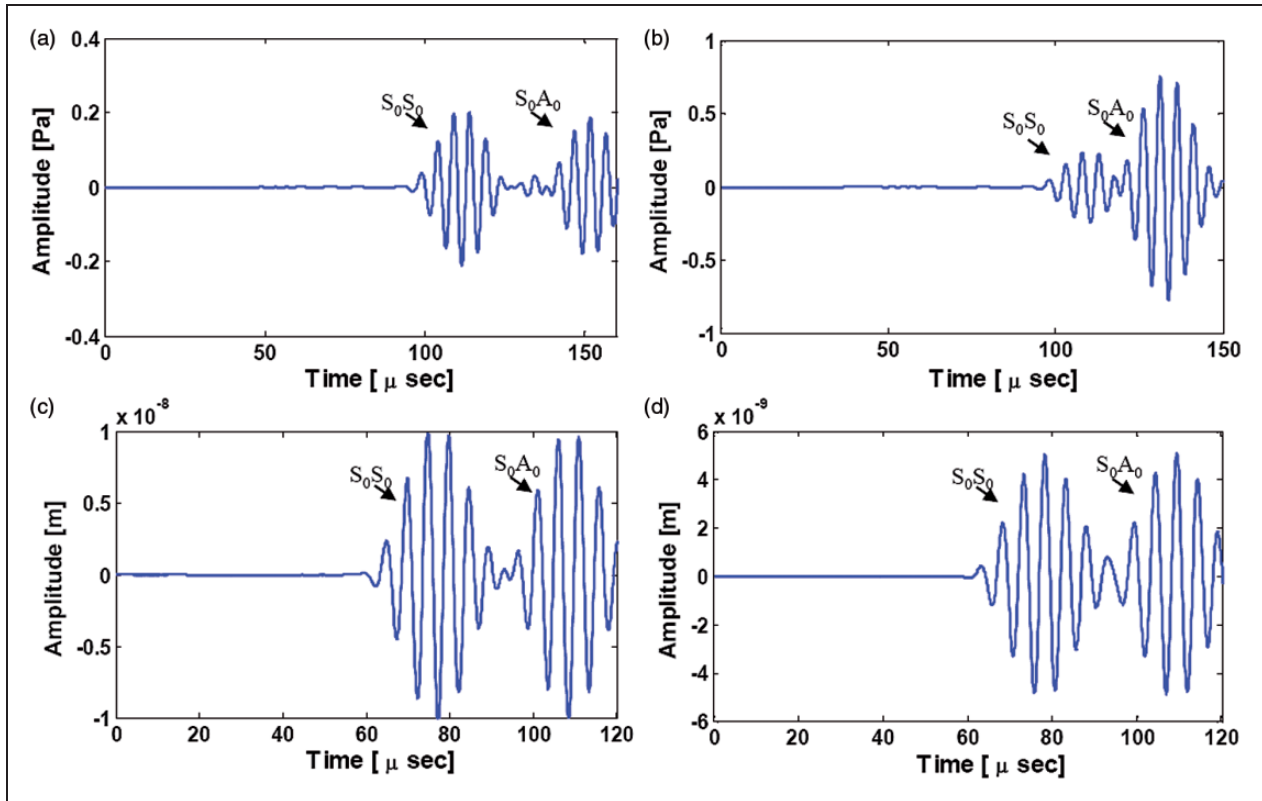 (a)
0.4
0.2
0
-0.2
-0.4
Amplitude [Pa]
S₀S₀
S₀A₀
0
50
100
150
Time [ μ sec]
(b)
1
0.5
0
-0.5
-1
Amplitude [Pa]
S₀S₀
S₀A₀
0
50
100
150
Time [ μ sec]
(c)
x 10⁻⁸
1
0.5
0
-0.5
-1
Amplitude [m]
S₀S₀
S₀A₀
0
20
40
60
80
100
120
Time [ μ sec]
(d)
x 10⁻⁹
6
4
2
0
-2
-4
-6
Amplitude [m]
S₀S₀
S₀A₀
0
20
40
60
80
100
120
Time [ μ sec]